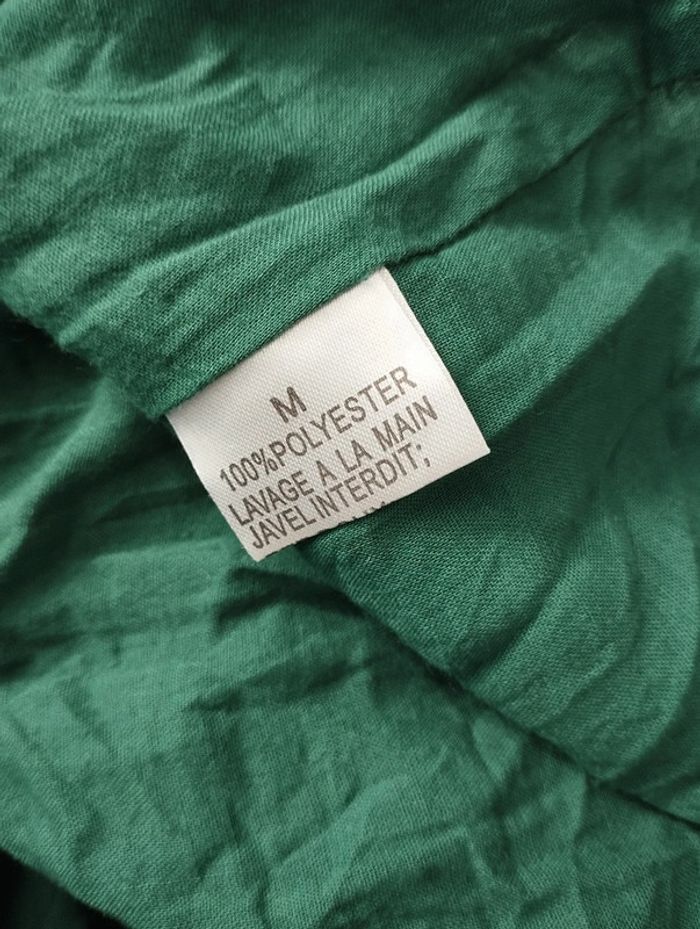 M
100%POLYESTER
LAVAGE A LA MAIN
JAVEL INTERDIT;